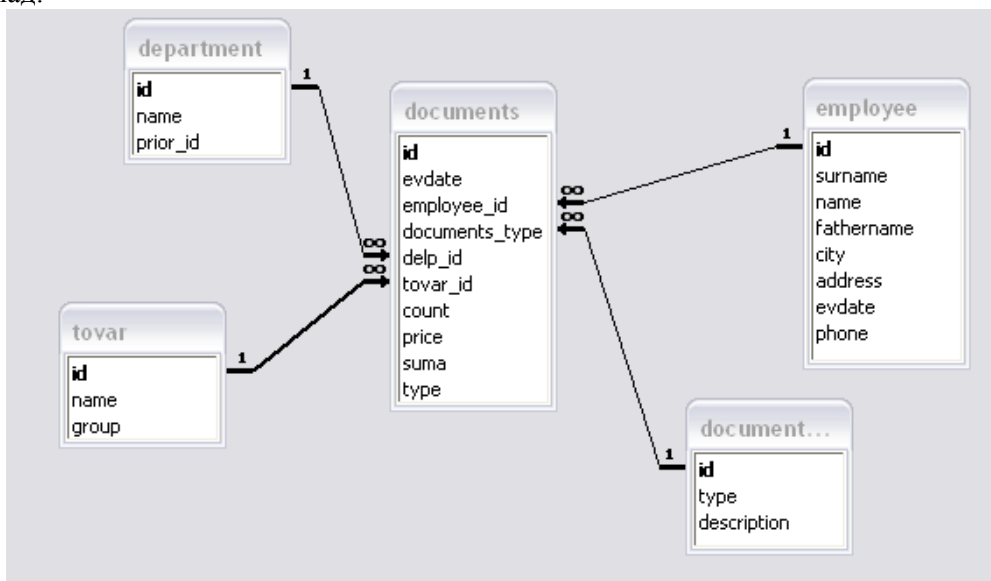 department
1
id
name
prior_id
documents
id
evdate
employee_id
documents_type
delp_id
tovar_id
count
price
suma
type
employee
1
id
surname
name
fathername
city
address
evdate
phone
tovar
1
id
name
group
document...
1
id
type
description
∞
∞
∞
∞